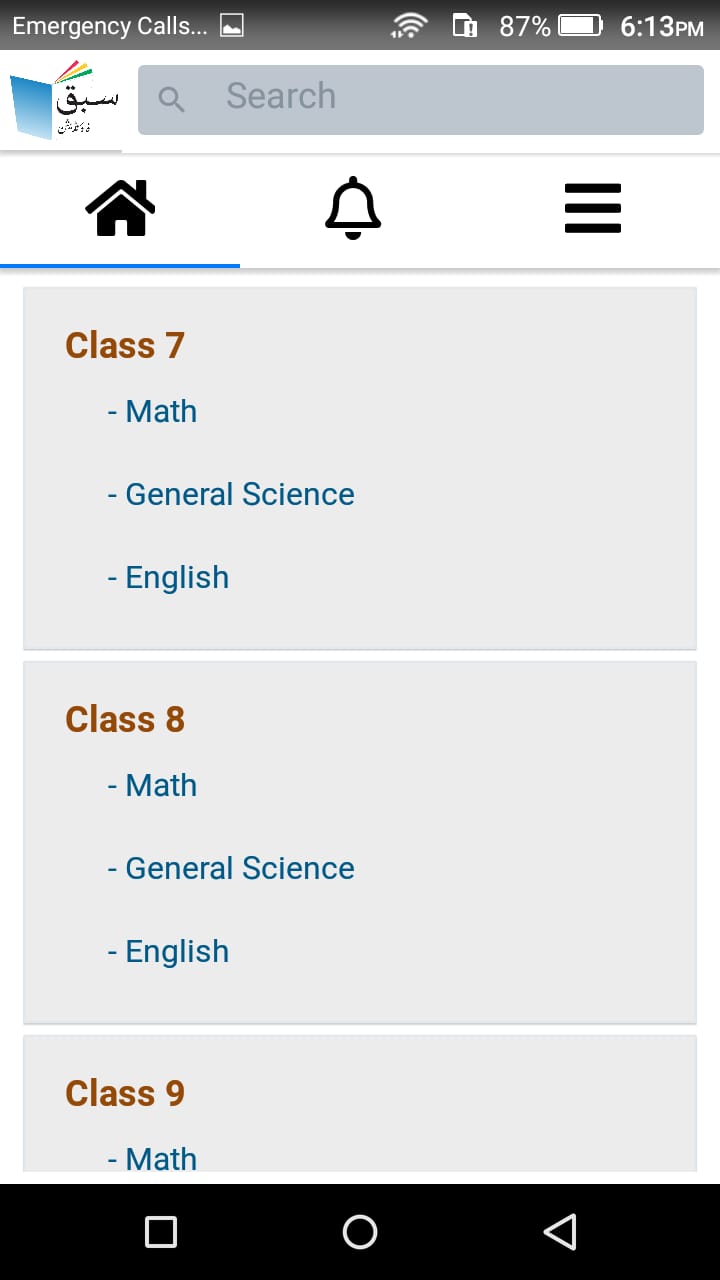 Emergency Calls... 87% 6:13PM
سبق
فاؤنڈیشن
Search
Class 7
- Math
- General Science
- English
Class 8
- Math
- General Science
- English
Class 9
- Math